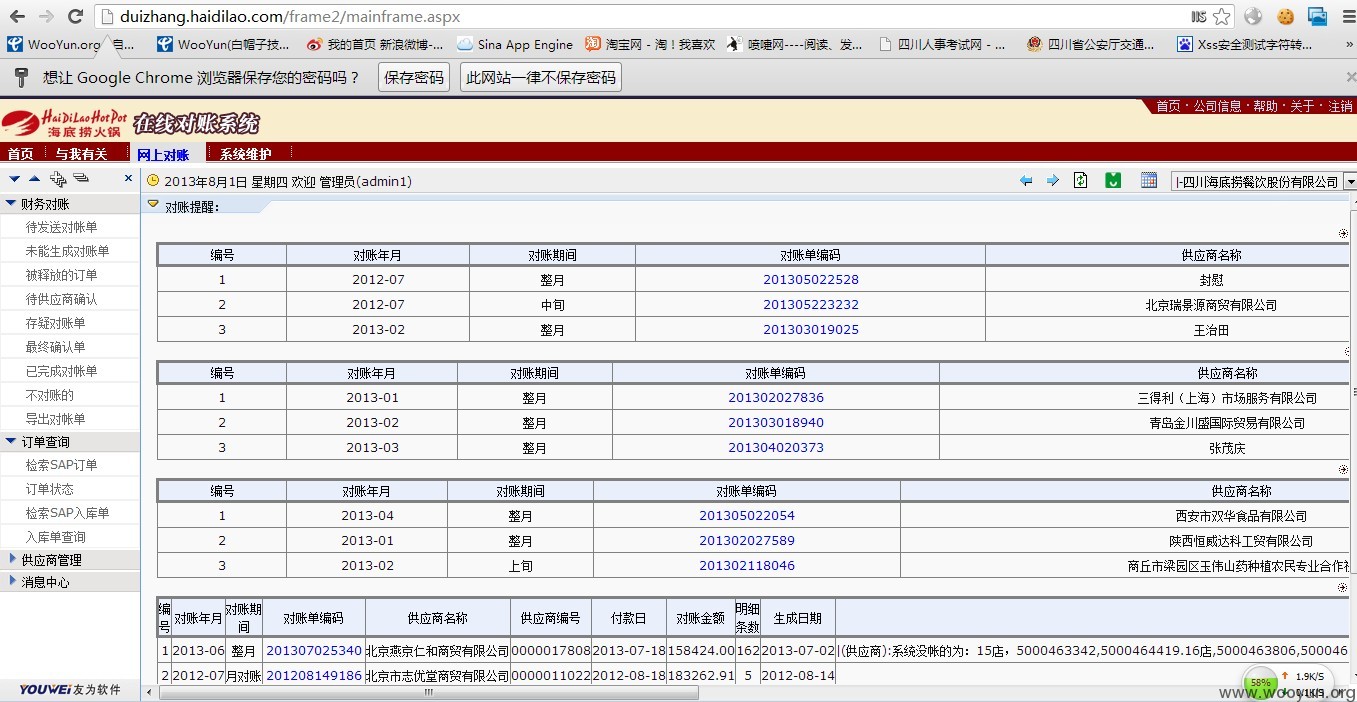 duizhang.haidilao.com/frame2/mainframe.aspx IIS
WooYun.org 电... WooYun(白帽子技... 我的首页 新浪微博-... Sina App Engine 淘宝网 - 淘！我喜欢 喷嚏网----阅读、发... 四川人事考试网 - ... 四川省公安厅交通... Xss安全测试字符转... »
想让 Google Chrome 浏览器保存您的密码吗？ 保存密码 此网站一律不保存密码
HaiDiLaoHotPot
海底捞火锅
在线对账系统
首页 · 公司信息 · 帮助 · 关于 · 注销
首页 与我有关 网上对账 系统维护
2013年8月1日 星期四 欢迎 管理员(admin1)
|-四川海底捞餐饮股份有限公司
财务对账
待发送对帐单
未能生成对账单
被释放的订单
待供应商确认
存疑对账单
最终确认单
已完成对帐单
不对账的
导出对帐单
订单查询
检索SAP订单
订单状态
检索SAP入库单
入库单查询
供应商管理
消息中心
YOUWEi友为软件
对账提醒：
编号 对账年月 对账期间 对账单编码 供应商名称
1 2012-07 整月 201305022528 封慰
2 2012-07 中旬 201305223232 北京瑞景源商贸有限公司
3 2013-02 整月 201303019025 王治田
编号 对账年月 对账期间 对账单编码 供应商名称
1 2013-01 整月 201302027836 三得利（上海）市场服务有限公司
2 2013-02 整月 201303018940 青岛金川盛国际贸易有限公司
3 2013-03 整月 201304020373 张茂庆
编号 对账年月 对账期间 对账单编码 供应商名称
1 2013-04 整月 201305022054 西安市双华食品有限公司
2 2013-01 整月 201302027589 陕西恒威达科工贸有限公司
3 2013-02 上旬 201302118046 商丘市梁园区玉伟山药种植农民专业合作社
编号 对账年月 对账期间 对账单编码 供应商名称 供应商编号 付款日 对账金额 明细条数 生成日期
1 2013-06 整月 201307025340 北京燕京仁和商贸有限公司 0000017808 2013-07-18 158424.00 162 2013-07-02 |(供应商):系统没帐的为：15店，5000463342,5000464419.16店,5000463806,500046
2 2012-07 月对账 201208149186 北京市志优堂商贸有限公司 0000011022 2012-08-18 183262.91 5 2012-08-14
58% 1.9K/S
0.1K/S
www.wooyun.org